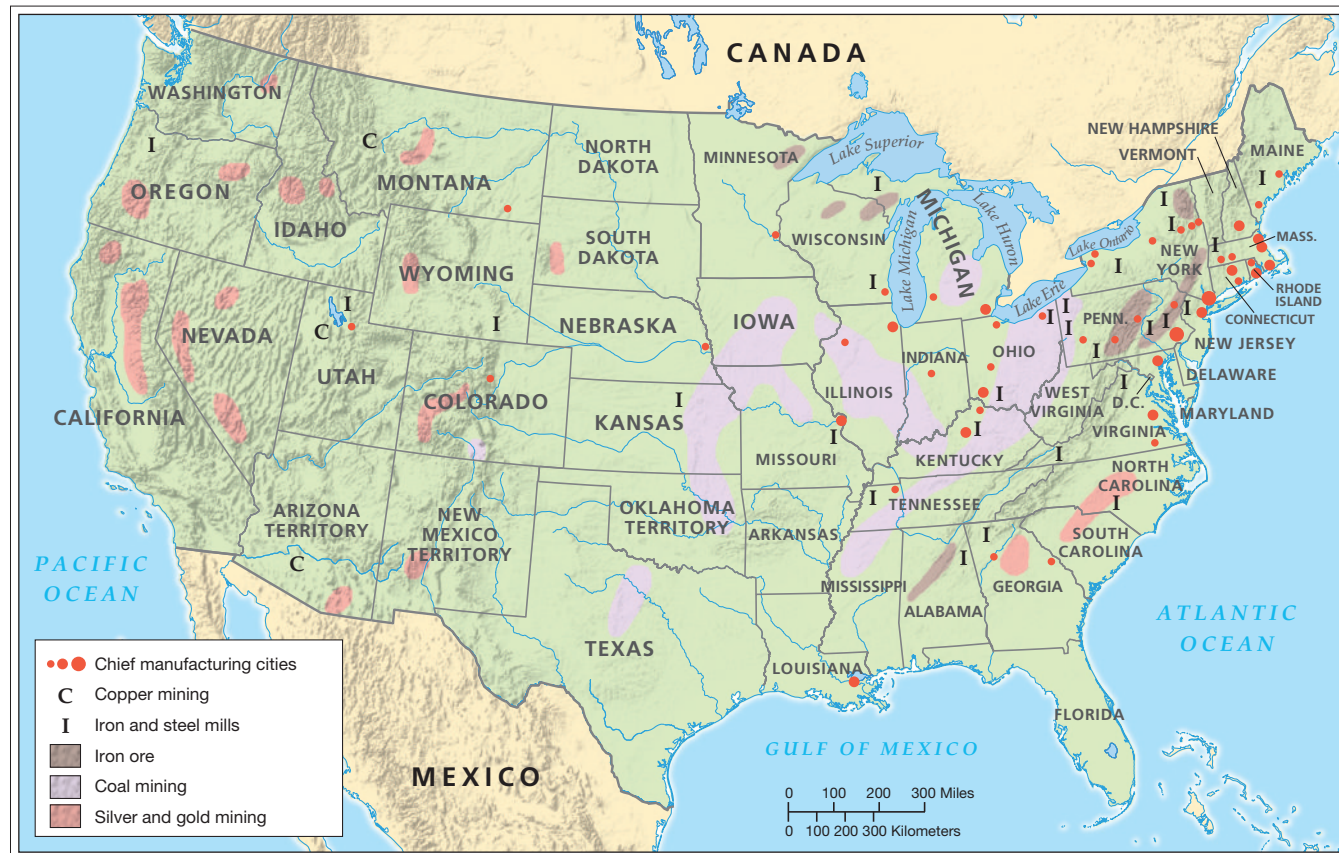 CANADA
WASHINGTON
C
I
OREGON
IDAHO
MONTANA
NORTH
DAKOTA
SOUTH
DAKOTA
MINNESOTA
Lake Superior
I
WISCONSIN
MICHIGAN
Lake Michigan
Lake Huron
Lake Ontario
Lake Erie
NEW HAMPSHIRE
VERMONT
MAINE
I
I
I
NEW
YORK
I
I
MASS.
RHODE
ISLAND
CONNECTICUT
WYOMING
I
NEVADA
I
C
UTAH
I
NEBRASKA
IOWA
I
I
ILLINOIS
INDIANA
OHIO
I
I
I
I
PENN.
I
I
I
I
NEW JERSEY
DELAWARE
MARYLAND
D.C.
I
WEST
VIRGINIA
VIRGINIA
I
CALIFORNIA
COLORADO
I
KANSAS
MISSOURI
I
KENTUCKY
I
I
TENNESSEE
NORTH
CAROLINA
I
SOUTH
CAROLINA
ARIZONA
TERRITORY
C
NEW
MEXICO
TERRITORY
OKLAHOMA
TERRITORY
ARKANSAS
MISSISSIPPI
ALABAMA
I
I
GEORGIA
TEXAS
LOUISIANA
FLORIDA
PACIFIC
OCEAN
ATLANTIC
OCEAN
GULF OF MEXICO
MEXICO
Chief manufacturing cities
C Copper mining
I Iron and steel mills
Iron ore
Coal mining
Silver and gold mining
0 100 200 300 Miles
0 100 200 300 Kilometers